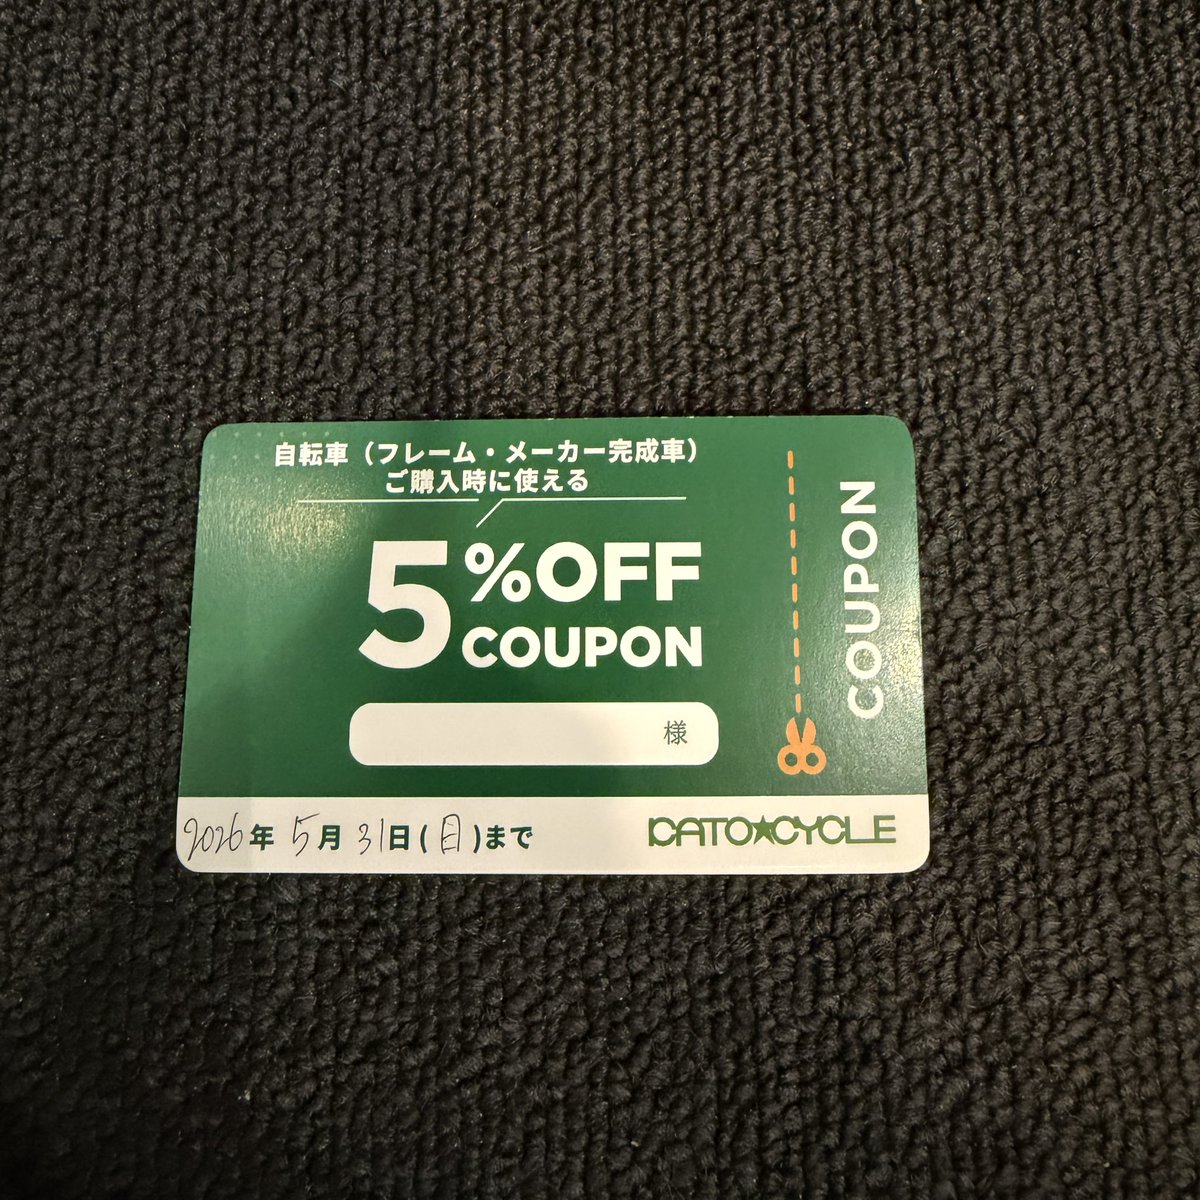 自転車（フレーム・メーカー完成車）
ご購入時に使える
5%OFF
COUPON
様
2026年 5月 31日(日)まで
KATO★CYCLE
COUPON